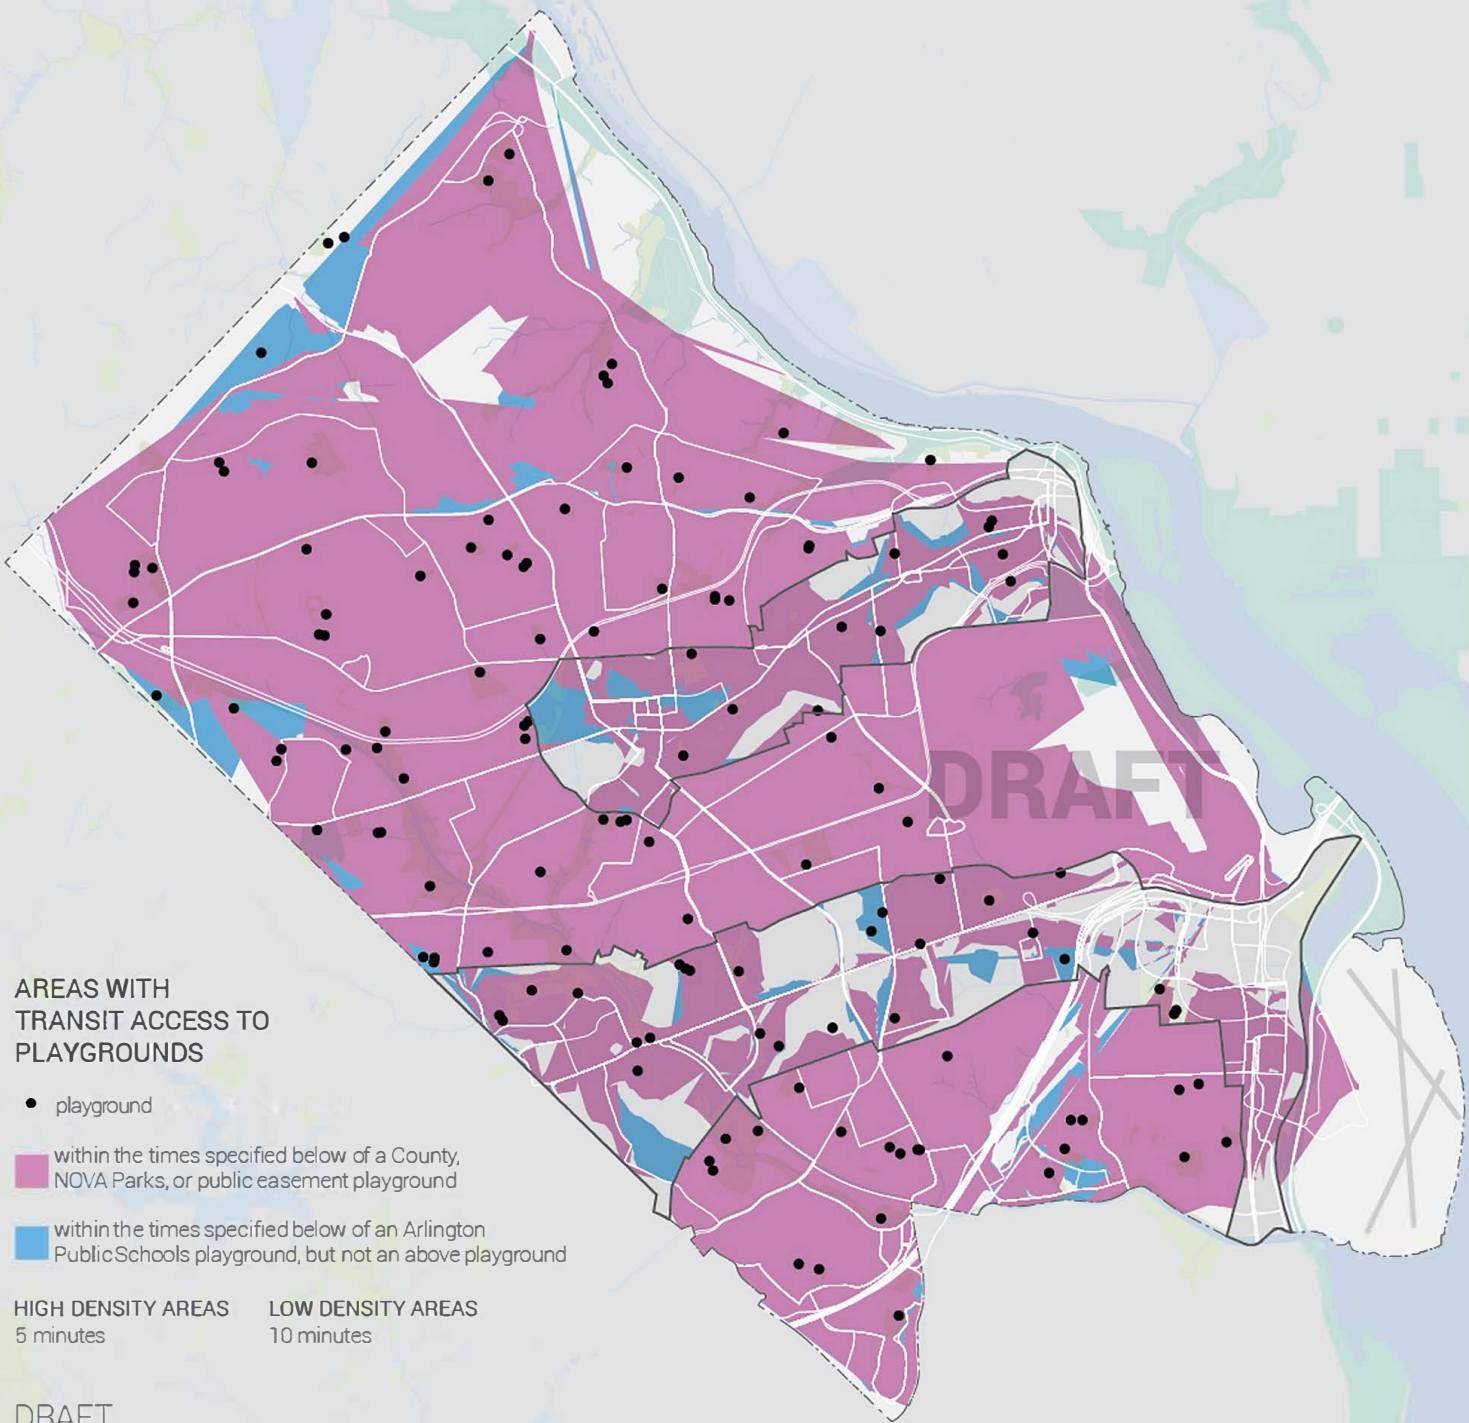 DRAFT
AREAS WITH
TRANSIT ACCESS TO
PLAYGROUNDS
playground
within the times specified below of a County,
NOVA Parks, or public easement playground
within the times specified below of an Arlington
Public Schools playground, but not an above playground
HIGH DENSITY AREAS LOW DENSITY AREAS
5 minutes 10 minutes
DRAFT